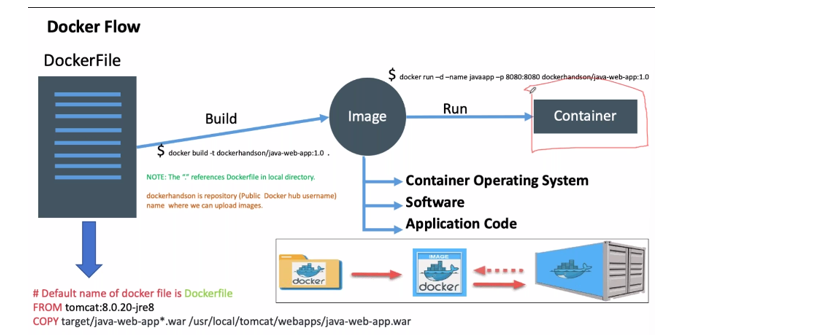 Docker Flow
DockerFile
$ docker run –d –name javaapp –p 8080:8080 dockerhandson/java-web-app:1.0
Build
Image
Run
Container
$ docker build -t dockerhandson/java-web-app:1.0 .
NOTE: The "." references Dockerfile in local directory.
dockerhandson is repository (Public Docker hub username)
name where we can upload images.
Container Operating System
Software
Application Code
docker
IMAGE
docker
docker
# Default name of docker file is Dockerfile
FROM tomcat:8.0.20-jre8
COPY target/java-web-app*.war /usr/local/tomcat/webapps/java-web-app.war